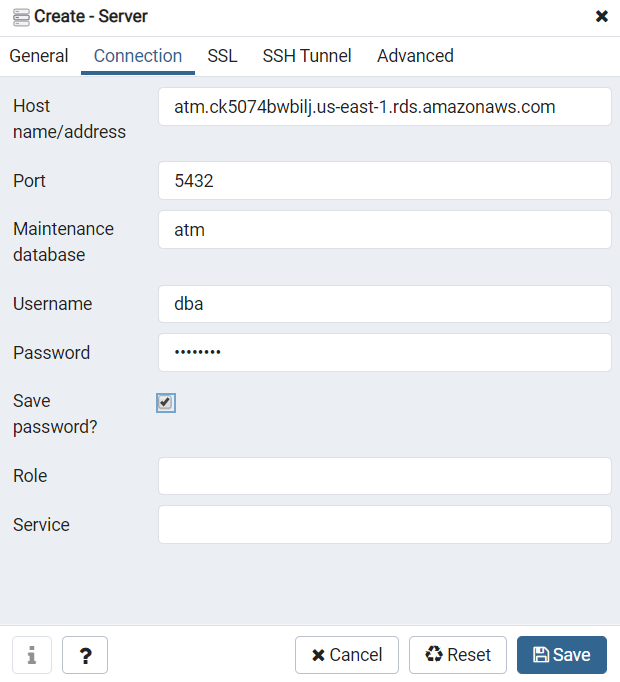 Create - Server
General Connection SSL SSH Tunnel Advanced
Host name/address atm.ck5074bwbilj.us-east-1.rds.amazonaws.com
Port 5432
Maintenance database atm
Username dba
Password ••••••••
Save password?
Role
Service
i ? Cancel Reset Save